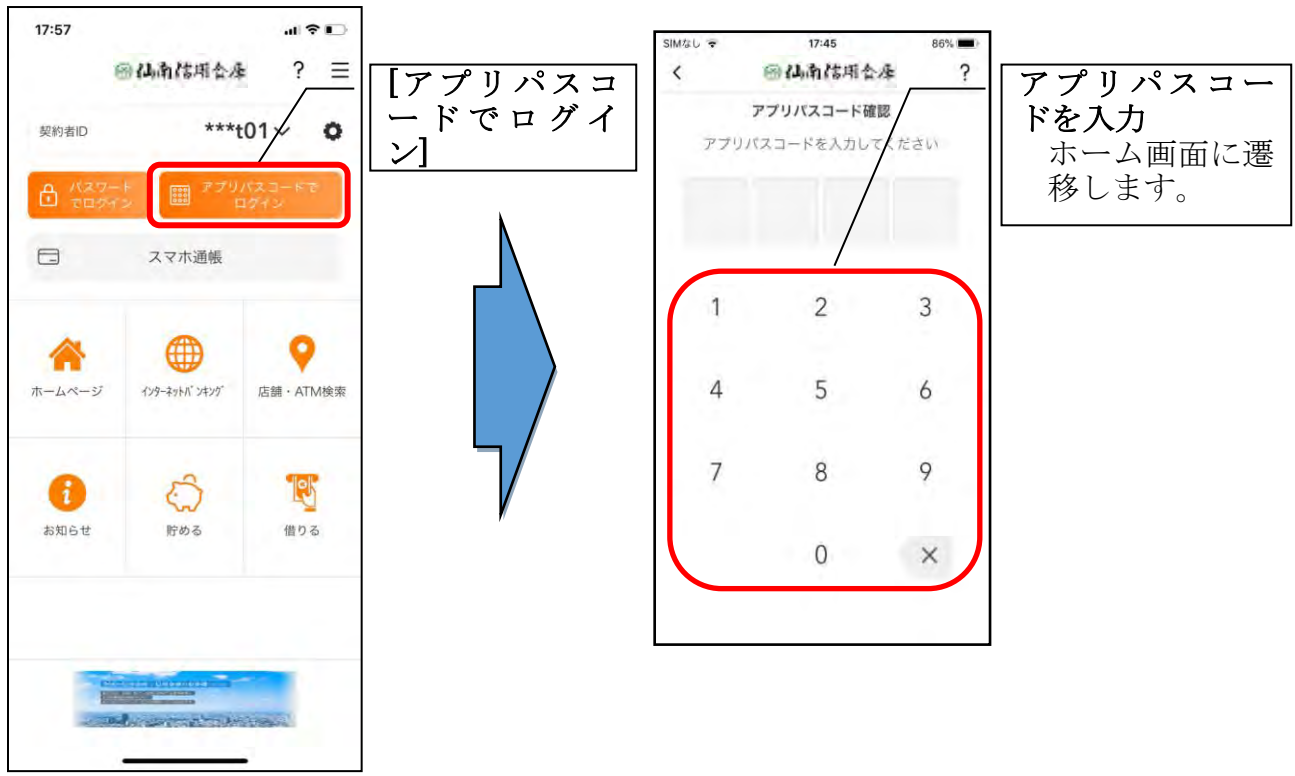 17:57
仙南信用金庫 ?
契約者ID ***t01
パスワード
でログイン
アプリパスコードで
ログイン
スマホ通帳
ホームページ
インターネットバンキング
店舗・ATM検索
お知らせ
貯める
借りる
[アプリパスコ
ードでログイ
ン]
SIMなし 17:45 86%
仙南信用金庫 ?
アプリパスコード確認
アプリパスコードを入力してください
1 2 3
4 5 6
7 8 9
0
アプリパスコー
ドを入力
ホーム画面に遷
移します。